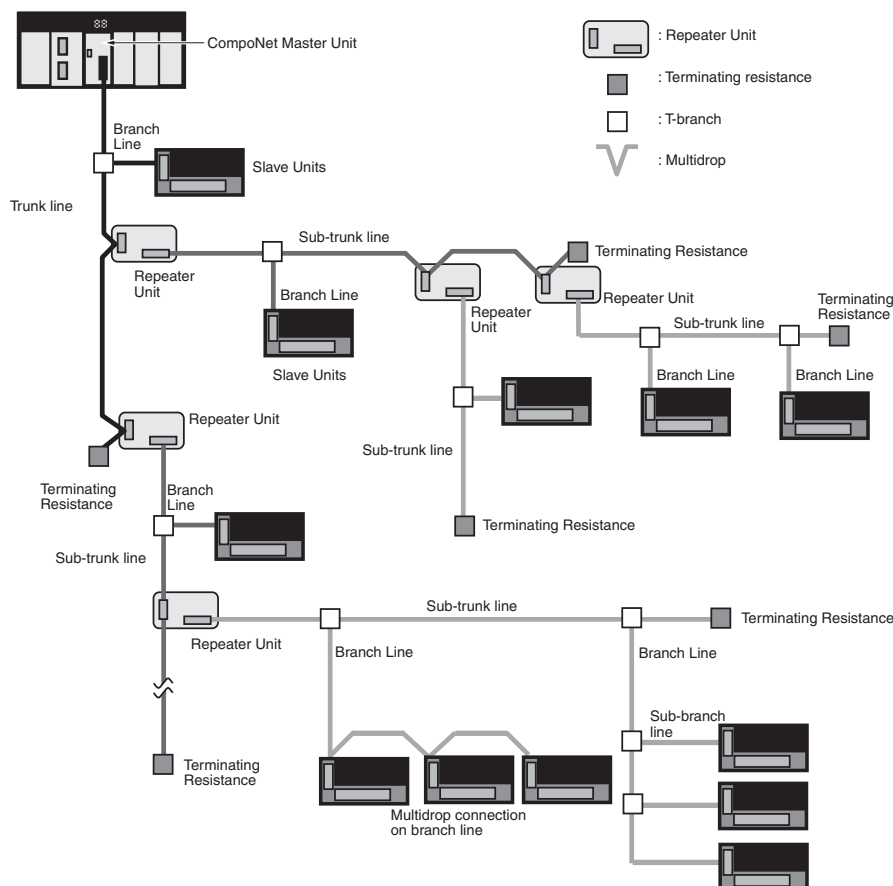 88
CompoNet Master Unit
: Repeater Unit
: Terminating resistance
: T-branch
: Multidrop
Branch
Line
Slave Units
Trunk line
Sub-trunk line
Terminating Resistance
Repeater
Unit
Branch Line
Slave Units
Repeater
Unit
Repeater Unit
Terminating
Resistance
Sub-trunk line
Branch Line
Branch Line
Repeater Unit
Sub-trunk line
Terminating
Resistance
Branch
Line
Terminating Resistance
Sub-trunk line
Sub-trunk line
Terminating Resistance
Repeater Unit
Branch Line
Branch Line
Sub-branch
line
Terminating
Resistance
Multidrop connection
on branch line